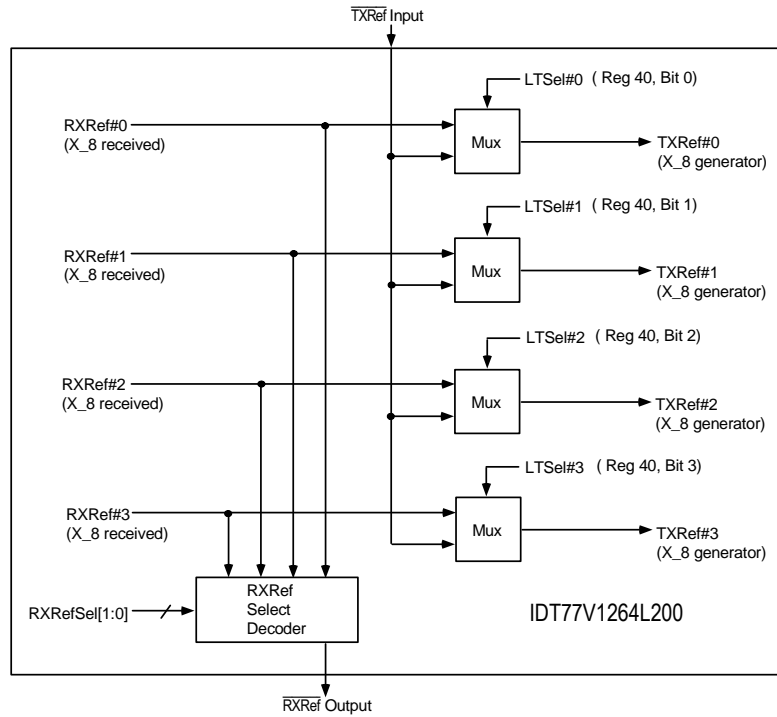 TXRef Input
LTSel#0 ( Reg 40, Bit 0)
RXRef#0
(X_8 received)
Mux
TXRef#0
(X_8 generator)
LTSel#1 ( Reg 40, Bit 1)
RXRef#1
(X_8 received)
Mux
TXRef#1
(X_8 generator)
LTSel#2 ( Reg 40, Bit 2)
RXRef#2
(X_8 received)
Mux
TXRef#2
(X_8 generator)
LTSel#3 ( Reg 40, Bit 3)
RXRef#3
(X_8 received)
Mux
TXRef#3
(X_8 generator)
RXRefSel[1:0]
RXRef
Select
Decoder
IDT77V1264L200
RXRef Output